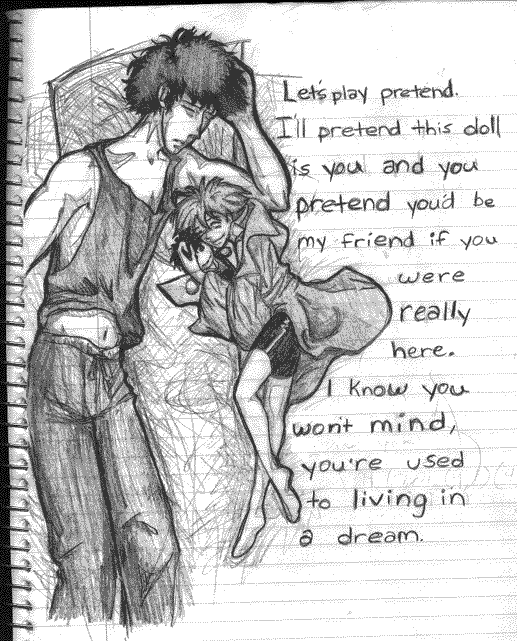 Let's play pretend.
I'll pretend this doll
is you and you
pretend you'd be
my friend if you
were
really
here.
I know you
won't mind,
you're used
to living in
a dream.